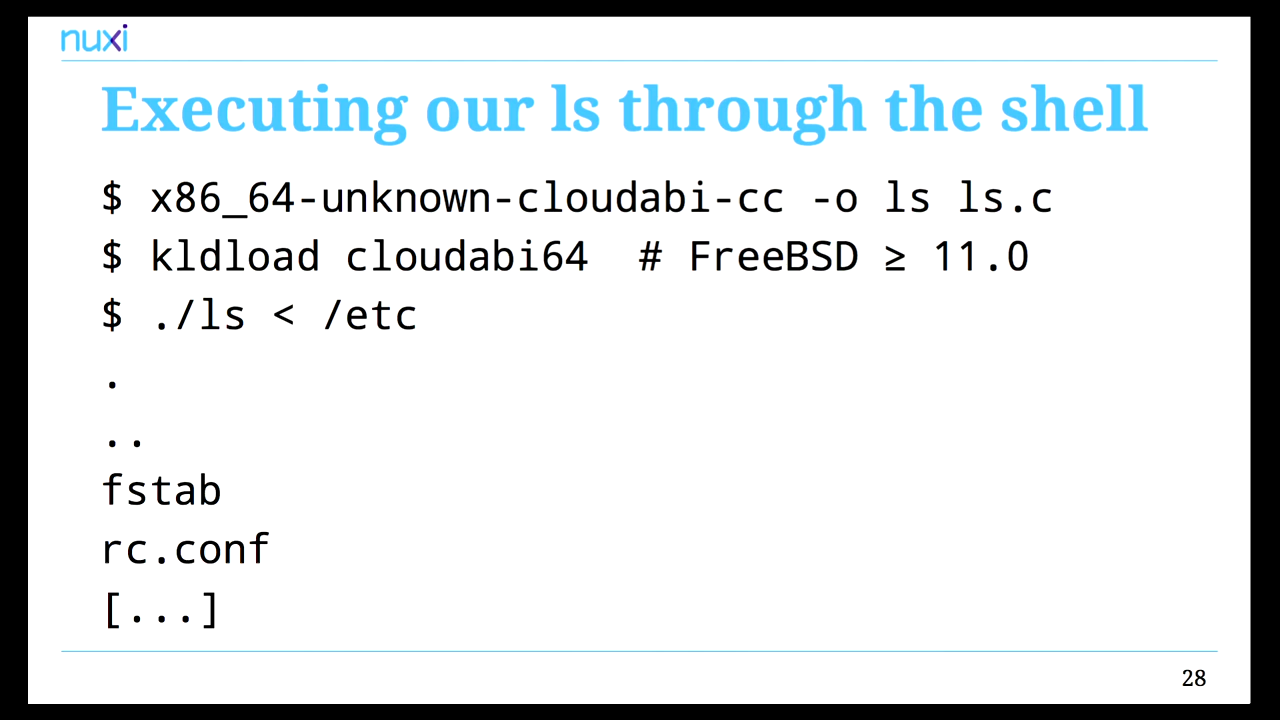 nuxi
Executing our ls through the shell
$ x86_64-unknown-cloudabi-cc -o ls ls.c
$ kldload cloudabi64  # FreeBSD ≥ 11.0
$ ./ls < /etc
.
..
fstab
rc.conf
[...]
28